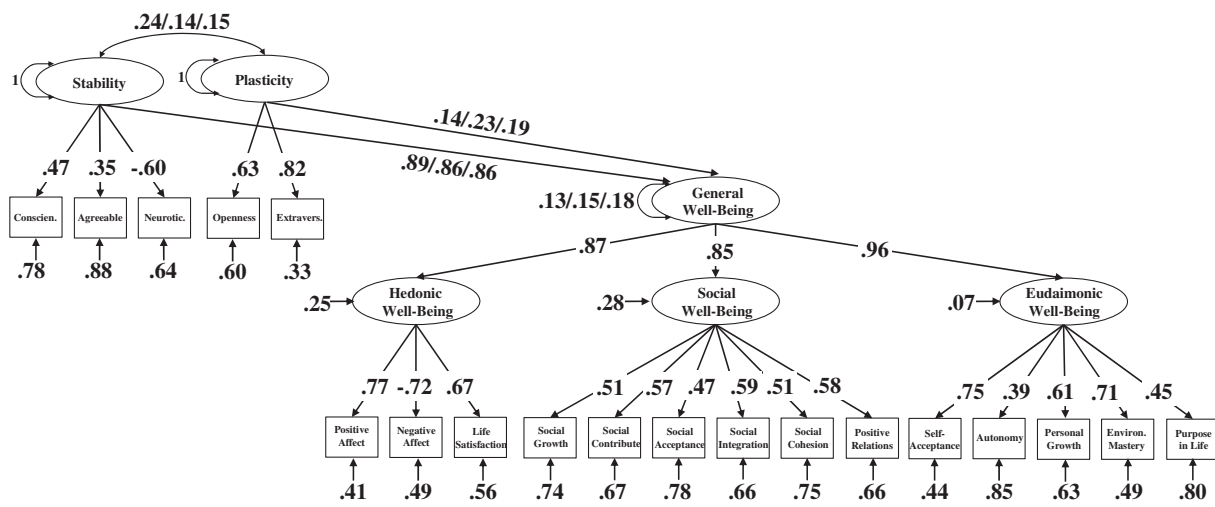 .24/.14/.15
1
Stability
1
Plasticity
.14/.23/.19
.89/.86/.86
.47 .35 -.60 .63 .82
Conscien. Agreeable Neurotic. Openness Extravers.
.78 .88 .64 .60 .33
General
Well-Being
.13/.15/.18
.87 .85 .96
Hedonic
Well-Being
.25
Social
Well-Being
.28
Eudaimonic
Well-Being
.07
.77 -.72 .67 .51 .57 .47 .59 .51 .58 .75 .39 .61 .71 .45
Positive
Affect
Negative
Affect
Life
Satisfaction
Social
Growth
Social
Contribute
Social
Acceptance
Social
Integration
Social
Cohesion
Positive
Relations
Self-
Acceptance
Autonomy
Personal
Growth
Environ.
Mastery
Purpose
in Life
.41 .49 .56 .74 .67 .78 .66 .75 .66 .44 .85 .63 .49 .80